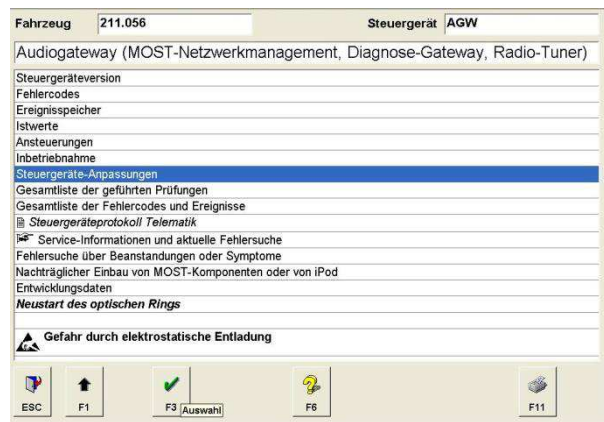 Fahrzeug 211.056 Steuergerät AGW
Audiogateway (MOST-Netzwerkmanagement, Diagnose-Gateway, Radio-Tuner)
Steuergeräteversion
Fehlercodes
Ereignisspeicher
Istwerte
Ansteuerungen
Inbetriebnahme
Steuergeräte-Anpassungen
Gesamtliste der geführten Prüfungen
Gesamtliste der Fehlercodes und Ereignisse
Steuergeräteprotokoll Telematik
Service-Informationen und aktuelle Fehlersuche
Fehlersuche über Beanstandungen oder Symptome
Nachträglicher Einbau von MOST-Komponenten oder von iPod
Entwicklungsdaten
Neustart des optischen Rings
Gefahr durch elektrostatische Entladung
ESC F1 F3 Auswahl F6 F11